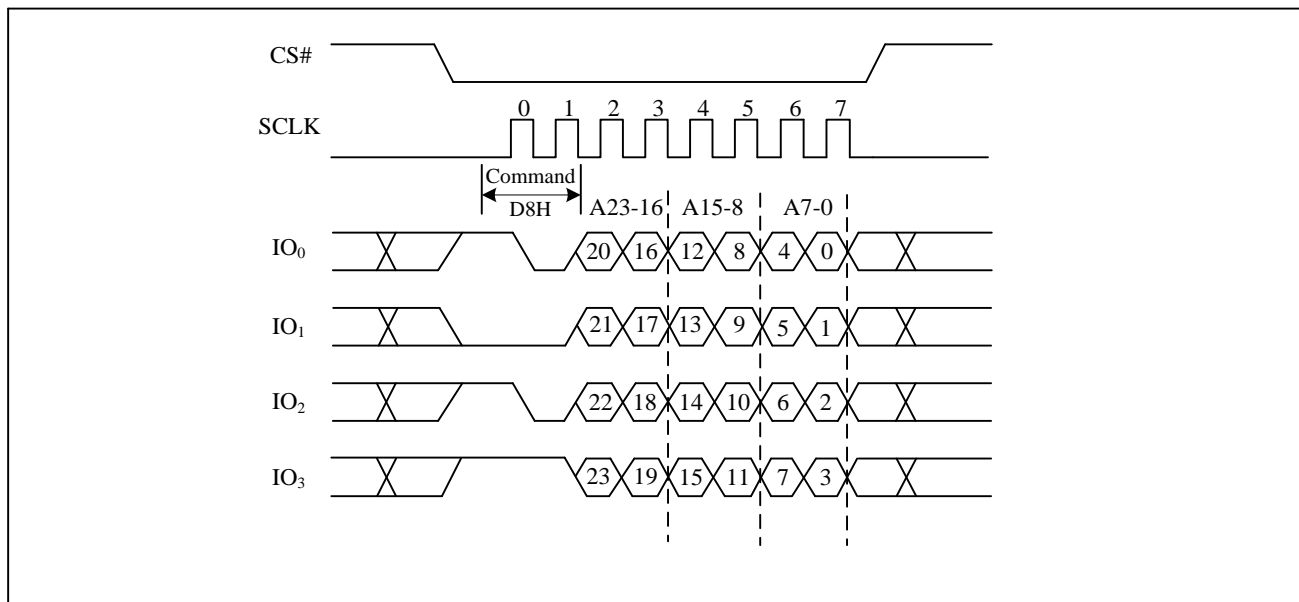 CS#
0 1 2 3 4 5 6 7
SCLK
Command
D8H
A23-16 A15-8 A7-0
IO0 20 16 12 8 4 0
IO1 21 17 13 9 5 1
IO2 22 18 14 10 6 2
IO3 23 19 15 11 7 3